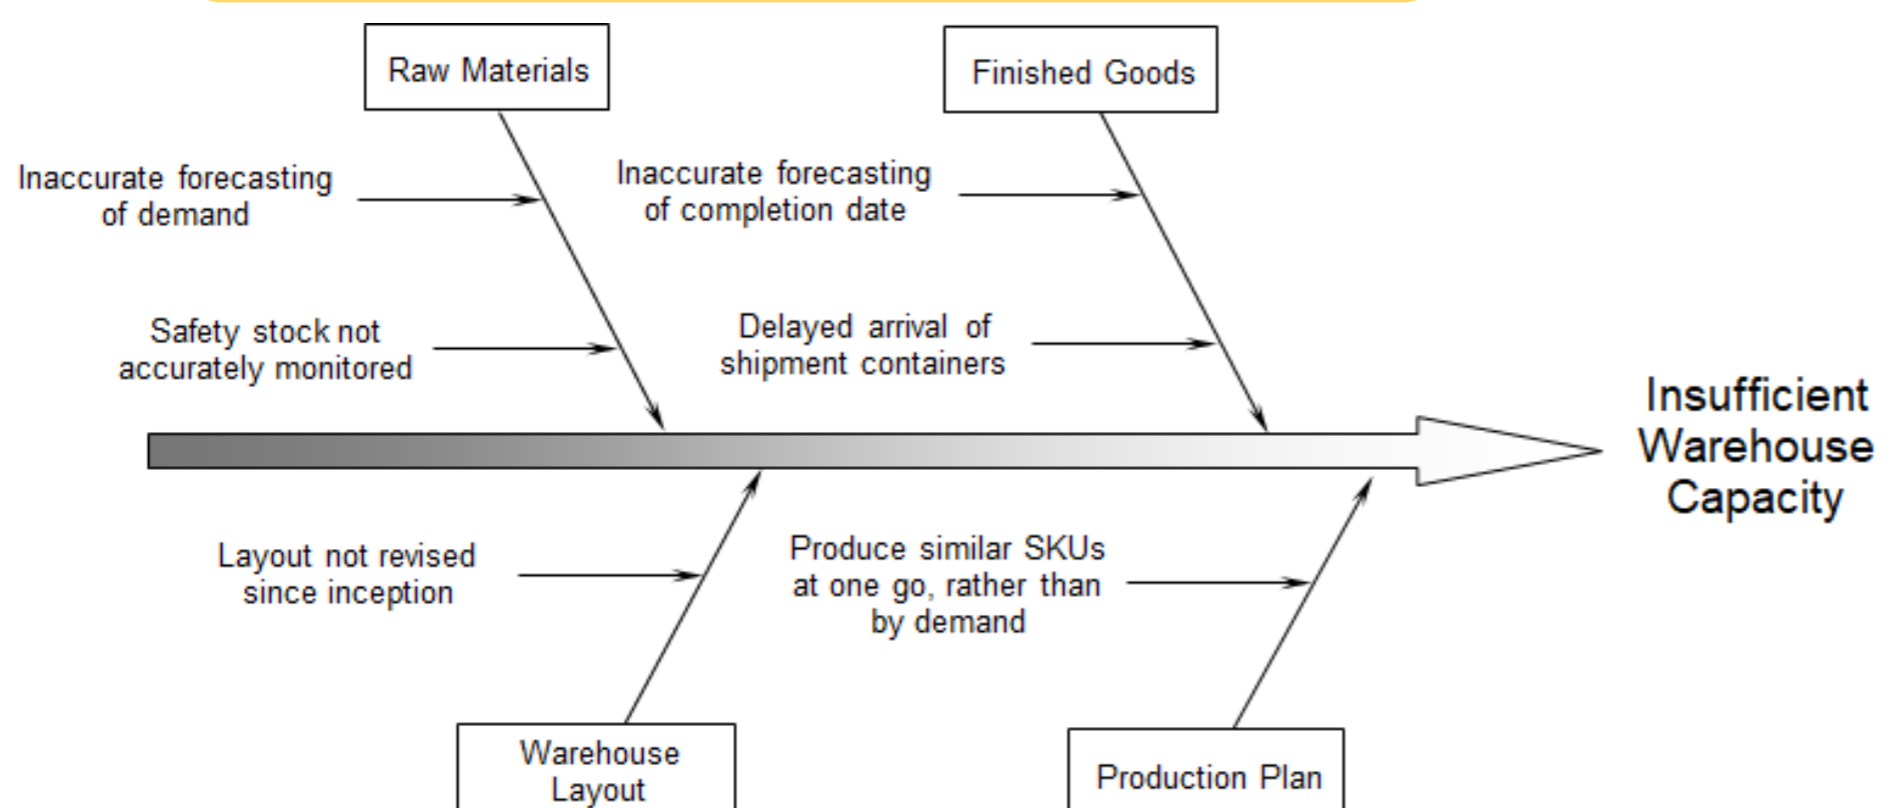 Raw Materials
Finished Goods
Inaccurate forecasting
of demand
Inaccurate forecasting
of completion date
Safety stock not
accurately monitored
Delayed arrival of
shipment containers
Insufficient
Warehouse
Capacity
Layout not revised
since inception
Produce similar SKUs
at one go, rather than
by demand
Warehouse
Layout
Production Plan